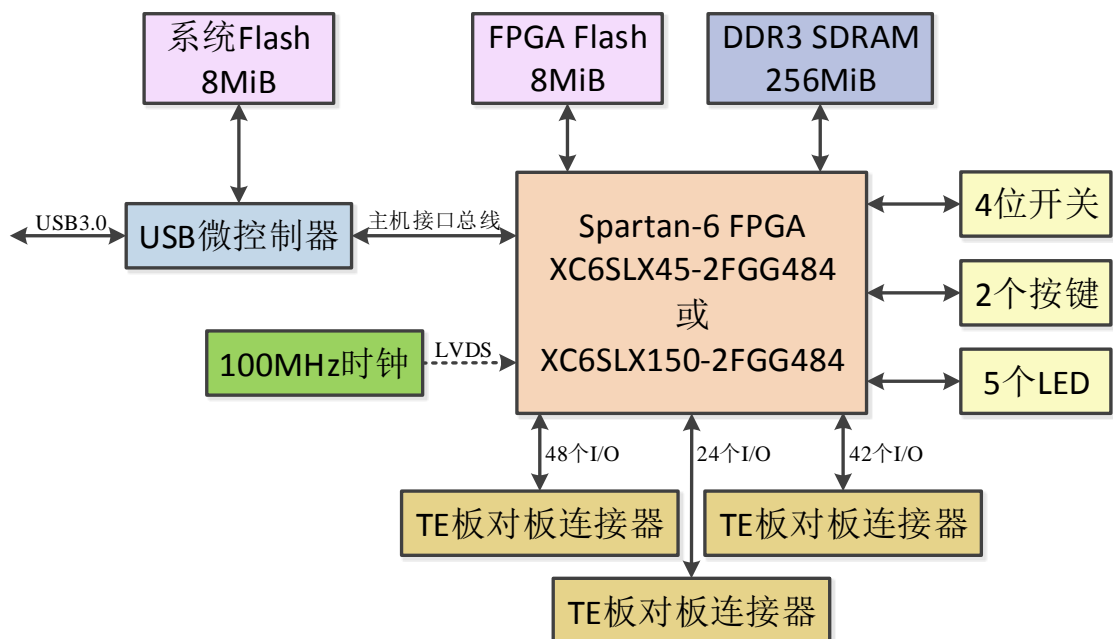 系统Flash
8MiB
FPGA Flash
8MiB
DDR3 SDRAM
256MiB
USB3.0
USB微控制器
主机接口总线
Spartan-6 FPGA
XC6SLX45-2FGG484
或
XC6SLX150-2FGG484
4位开关
2个按键
5个LED
100MHz时钟
LVDS
48个I/O
24个I/O
42个I/O
TE板对板连接器
TE板对板连接器
TE板对板连接器